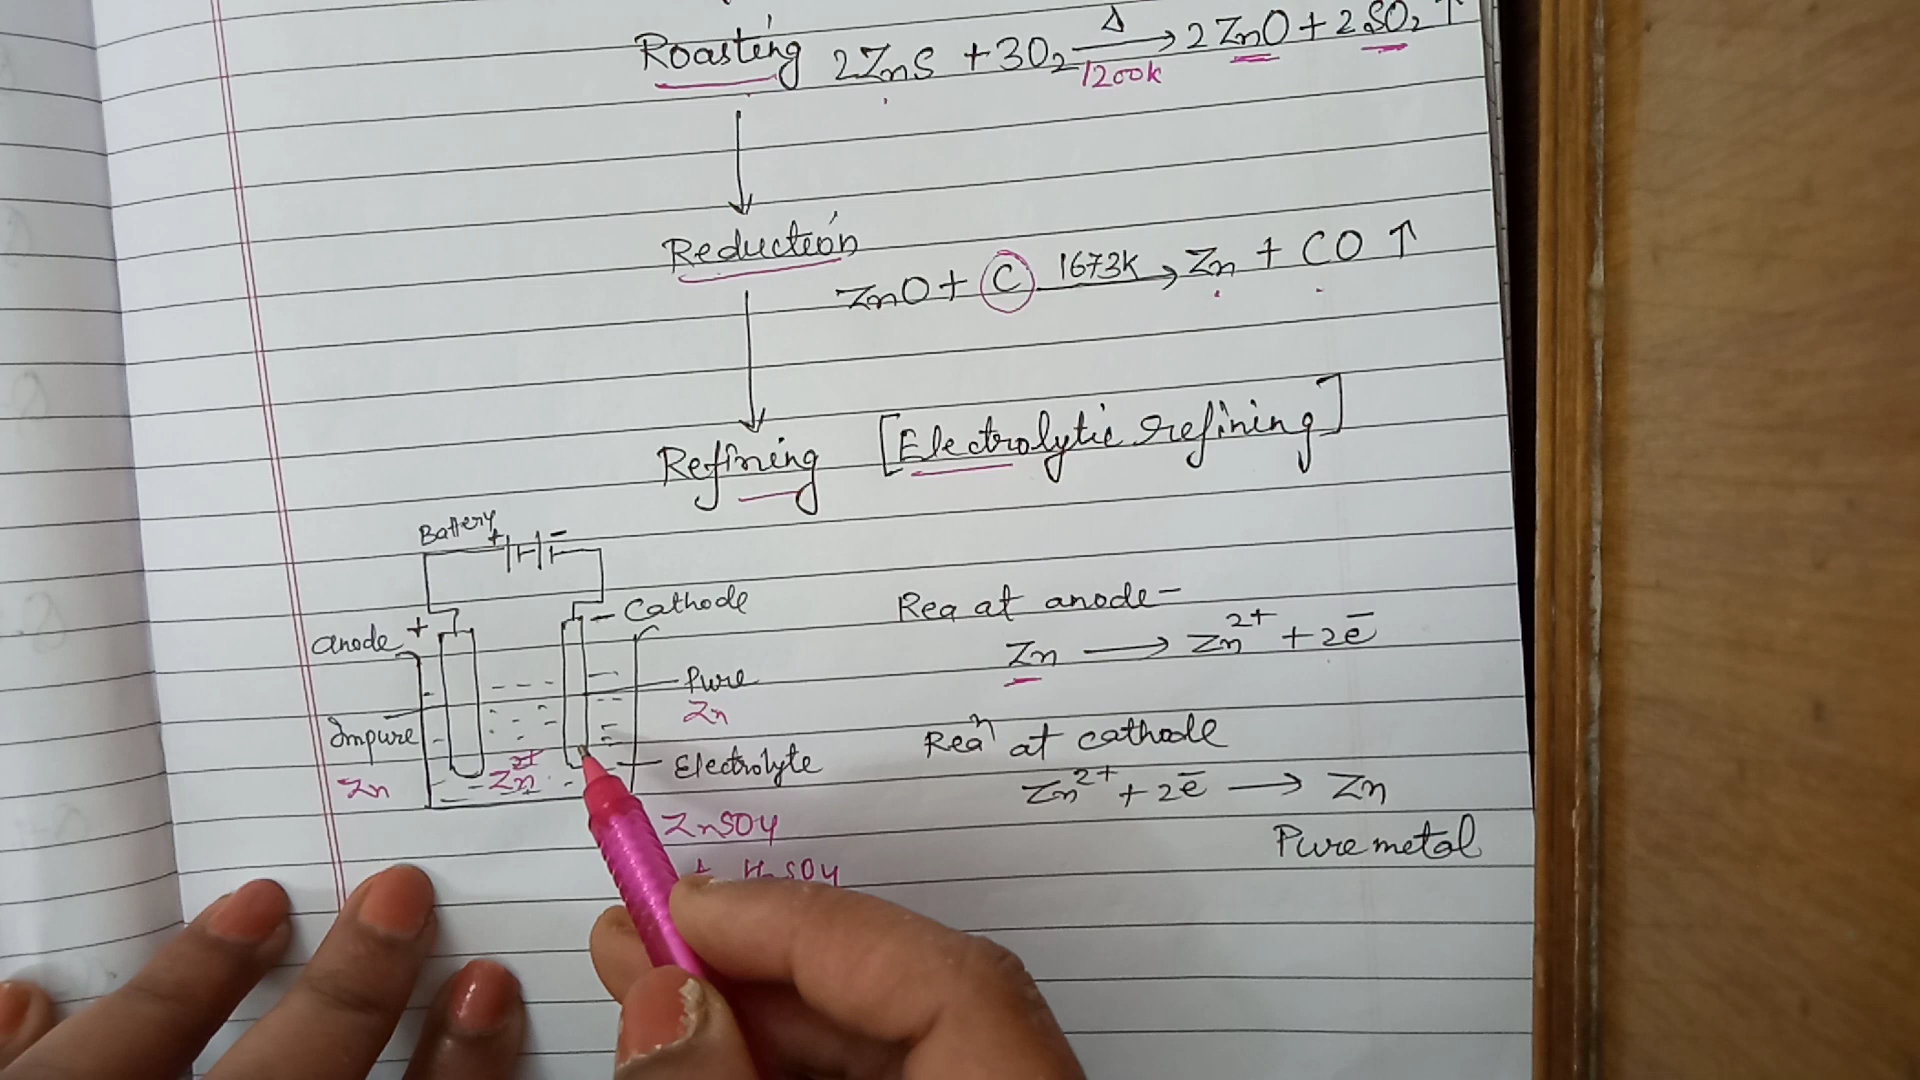 Roasting 2ZnS + 3O₂ —Δ→ 2ZnO + 2SO₂ ↑
1200k
Reduction
ZnO + C —1673k→ Zn + CO ↑
Refining [Electrolytic refining]
Battery
+ −
anode +
− Cathode
Impure
Zn
Pure
Zn
Zn²⁺
Electrolyte
ZnSO4
+ H₂SO4
Rea at anode −
Zn → Zn²⁺ + 2e⁻
Reaⁿ at cathode
Zn²⁺ + 2e⁻ → Zn
Pure metal